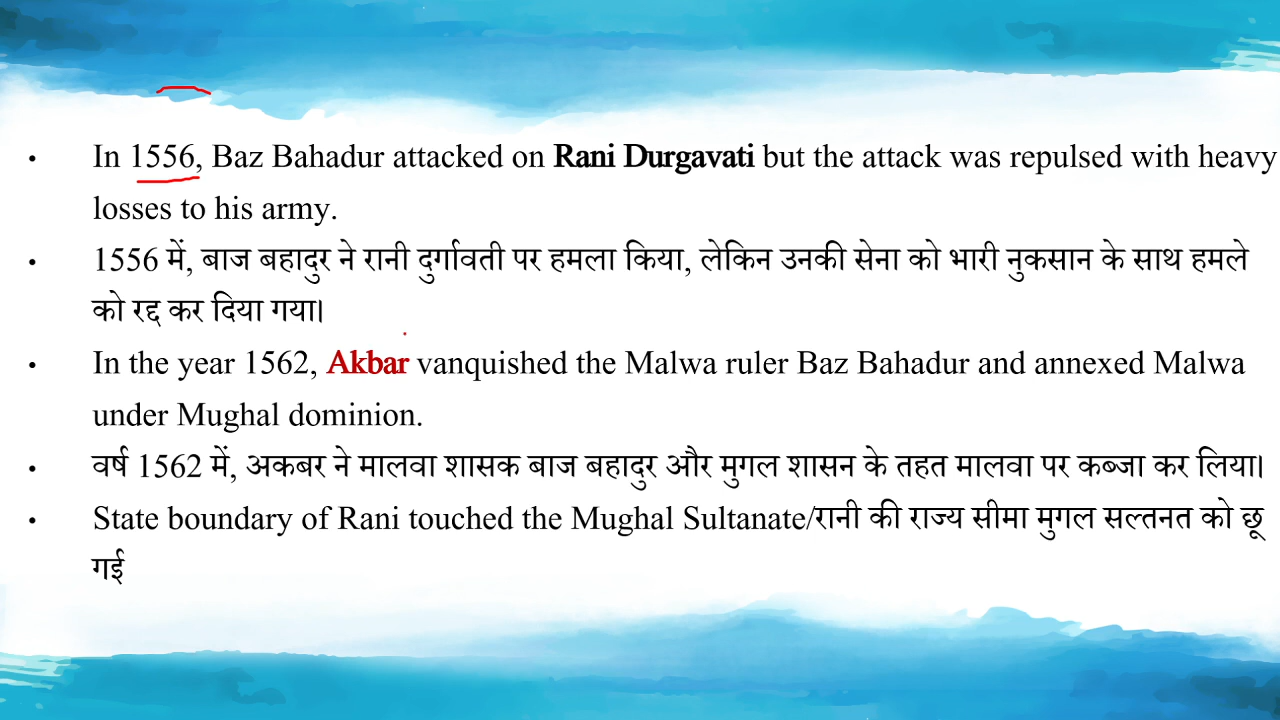 • In 1556, Baz Bahadur attacked on Rani Durgavati but the attack was repulsed with heavy
losses to his army.
• 1556 में, बाज बहादुर ने रानी दुर्गावती पर हमला किया, लेकिन उनकी सेना को भारी नुकसान के साथ हमले
को रद्द कर दिया गया।
• In the year 1562, Akbar vanquished the Malwa ruler Baz Bahadur and annexed Malwa
under Mughal dominion.
• वर्ष 1562 में, अकबर ने मालवा शासक बाज बहादुर और मुगल शासन के तहत मालवा पर कब्जा कर लिया।
• State boundary of Rani touched the Mughal Sultanate/रानी की राज्य सीमा मुगल सल्तनत को छू
गई